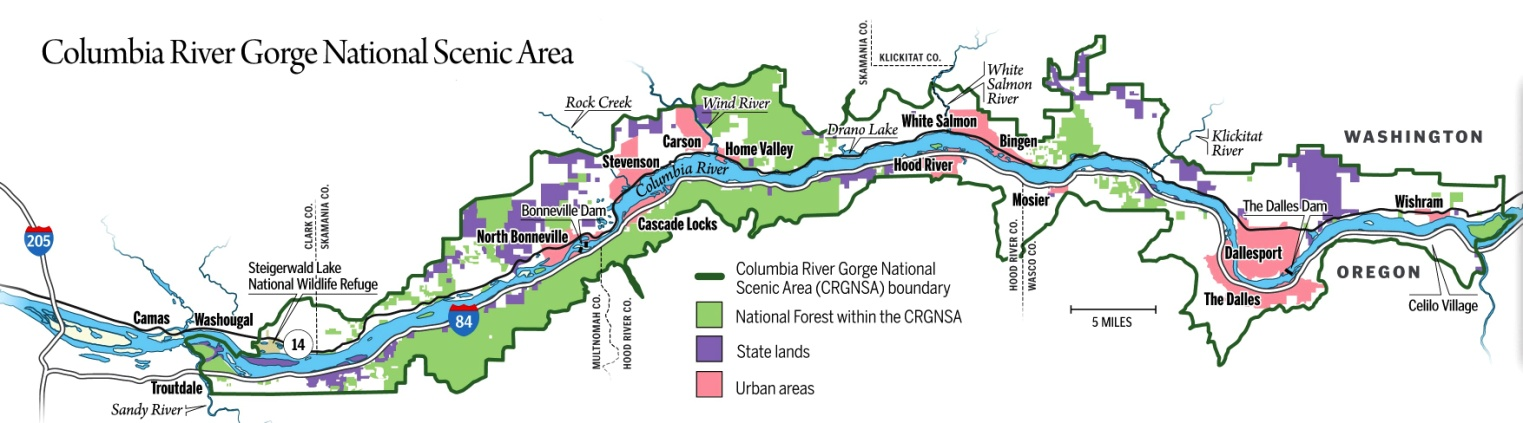 Columbia River Gorge National Scenic Area
SKAMANIA CO.
KLICKITAT CO.
White
Salmon
River
Rock Creek
Wind River
Drano Lake
White Salmon
Klickitat
River
WASHINGTON
Carson
Home Valley
Bingen
Stevenson
Columbia River
Hood River
Mosier
Bonneville Dam
The Dalles Dam
Wishram
CLARK CO.
SKAMANIA CO.
North Bonneville
Cascade Locks
205
HOOD RIVER CO.
WASCO CO.
Dallesport
OREGON
Steigerwald Lake
National Wildlife Refuge
Columbia River Gorge National
Scenic Area (CRGNSA) boundary
The Dalles
Celilo Village
Camas
Washougal
84
MULTNOMAH CO.
HOOD RIVER CO.
National Forest within the CRGNSA
5 MILES
14
State lands
Troutdale
Urban areas
Sandy River